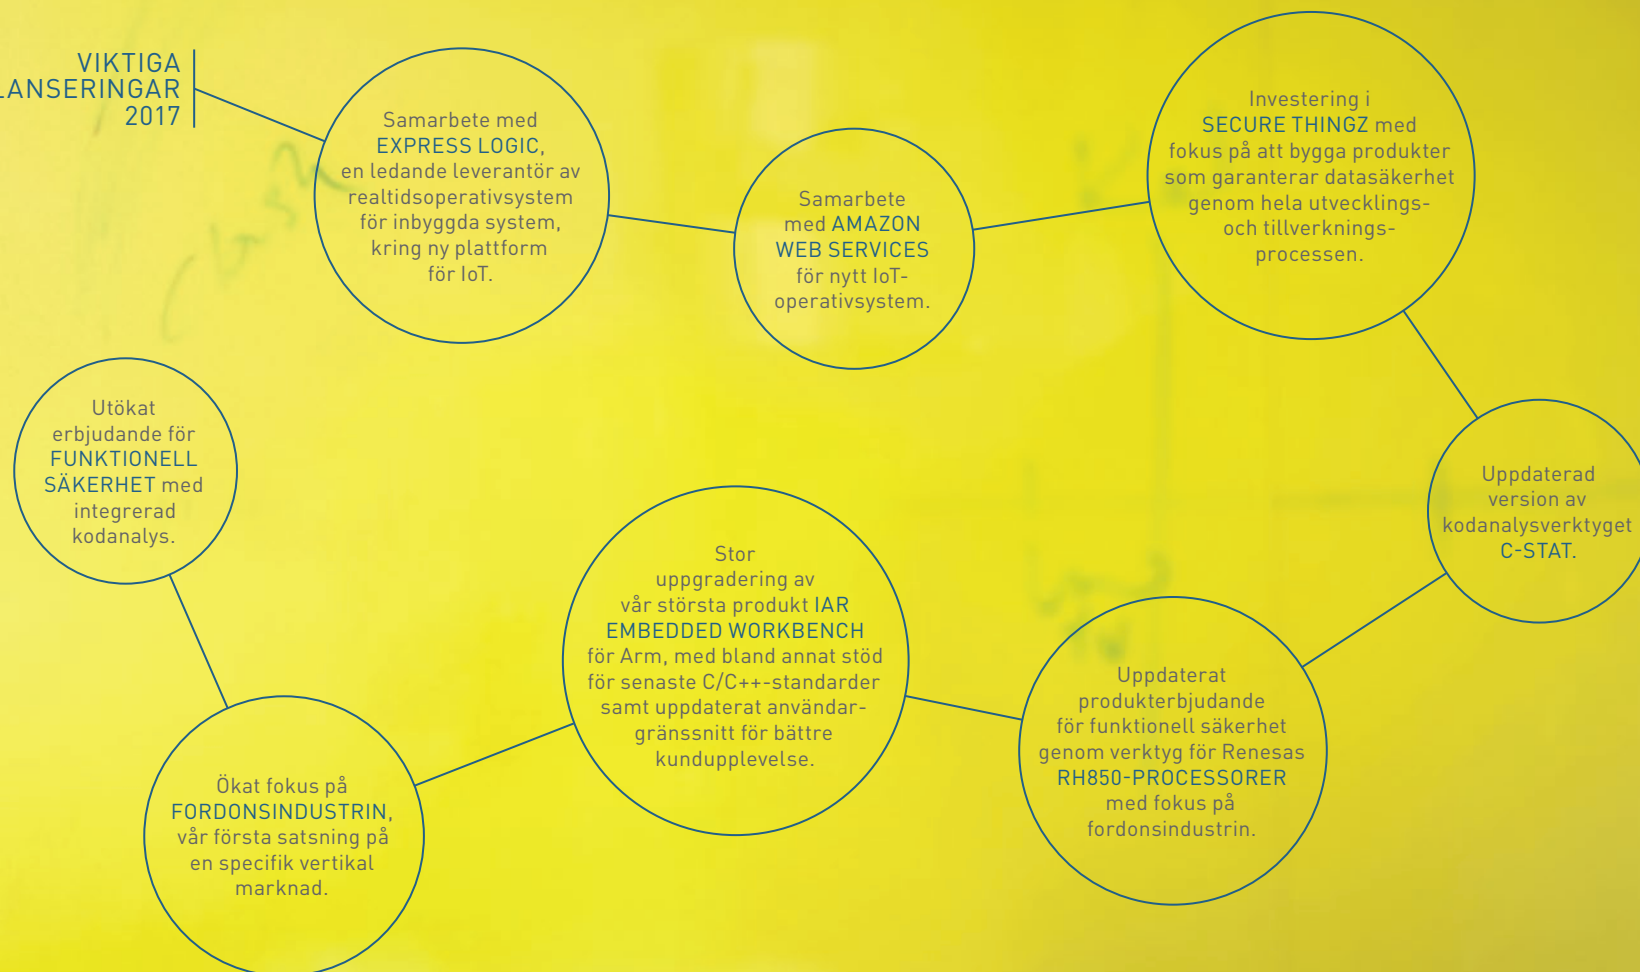 VIKTIGA
LANSERINGAR
2017
Samarbete med
EXPRESS LOGIC,
en ledande leverantör av
realtidsoperativsystem
för inbyggda system,
kring ny plattform
för IoT.
Samarbete
med AMAZON
WEB SERVICES
för nytt IoT-
operativsystem.
Investering i
SECURE THINGZ med
fokus på att bygga produkter
som garanterar datasäkerhet
genom hela utvecklings-
och tillverknings-
processen.
Uppdaterad
version av
kodanalysverktyget
C-STAT.
Uppdaterat
produkterbjudande
för funktionell säkerhet
genom verktyg för Renesas
RH850-PROCESSORER
med fokus på
fordonsindustrin.
Stor
uppgradering av
vår största produkt IAR
EMBEDDED WORKBENCH
för Arm, med bland annat stöd
för senaste C/C++-standarder
samt uppdaterat användar-
gränssnitt för bättre
kundupplevelse.
Ökat fokus på
FORDONSINDUSTRIN,
vår första satsning på
en specifik vertikal
marknad.
Utökat
erbjudande för
FUNKTIONELL
SÄKERHET med
integrerad
kodanalys.